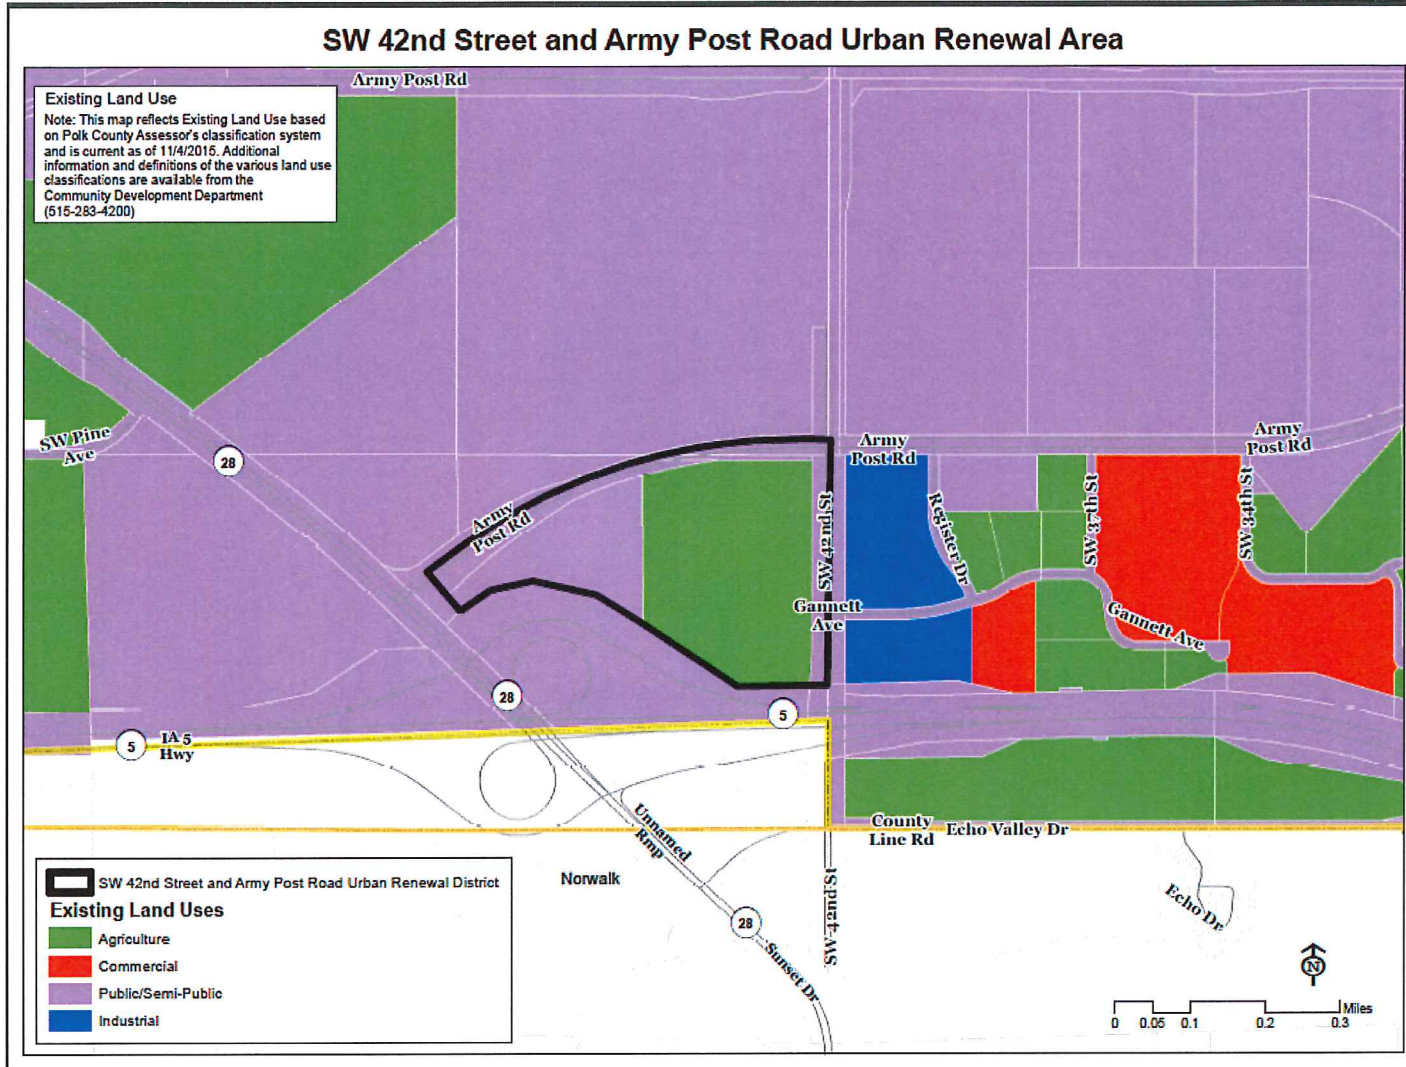 SW 42nd Street and Army Post Road Urban Renewal Area
Army Post Rd
Existing Land Use
Note: This map reflects Existing Land Use based
on Polk County Assessor's classification system
and is current as of 11/4/2015. Additional
information and definitions of the various land use
classifications are available from the
Community Development Department
(515-283-4200)
SW Pine
Ave
28
Army
Post Rd
Army
Post Rd
Army
Post Rd
SW 42nd St
Register Dr
SW 37th St
SW 34th St
Gannett
Ave
Gannett Ave
28
5
5
IA 5
Hwy
County
Line Rd
Echo Valley Dr
Unnamed
Rmp
Norwalk
SW 42nd St
Echo Dr
28
Sunset Dr
SW 42nd Street and Army Post Road Urban Renewal District
Existing Land Uses
Agriculture
Commercial
Public/Semi-Public
Industrial
N
Miles
0 0.05 0.1 0.2 0.3